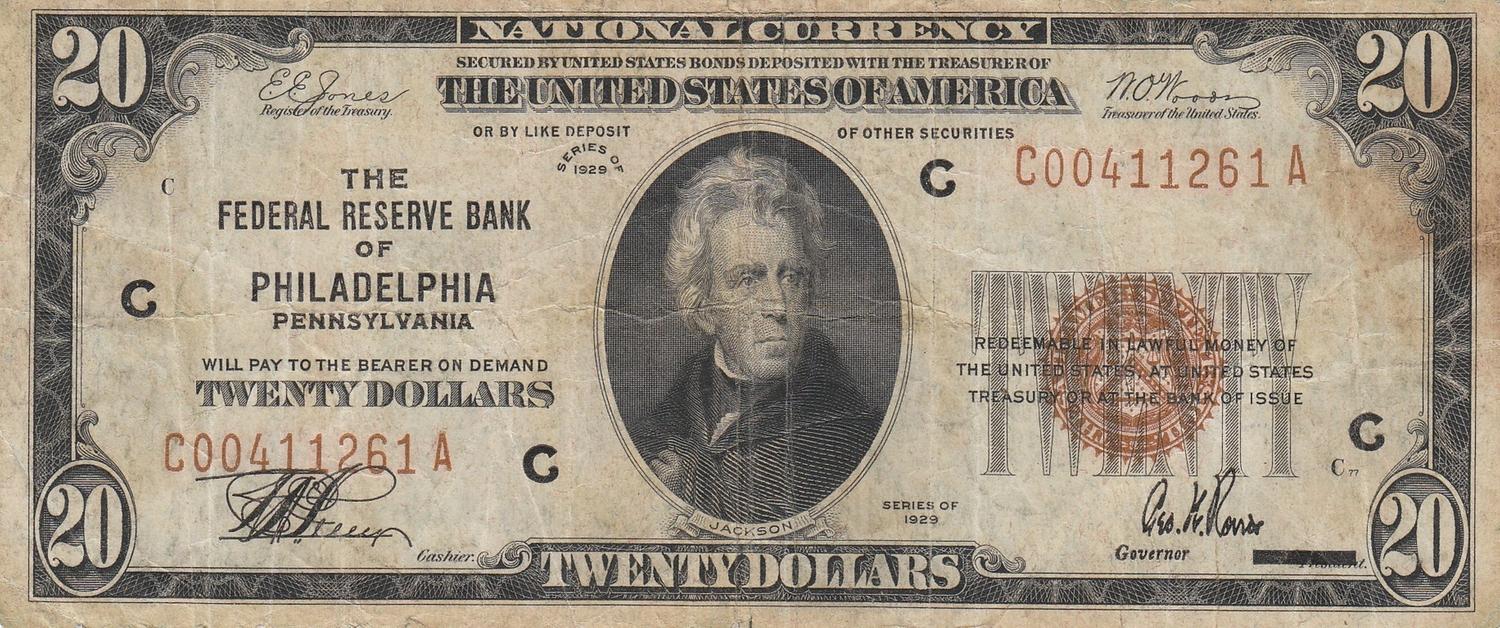 NATIONAL CURRENCY
20
20
SECURED BY UNITED STATES BONDS DEPOSITED WITH THE TREASURER OF
THE UNITED STATES OF AMERICA
OR BY LIKE DEPOSIT OF OTHER SECURITIES
E.E. Jones
Register of the Treasury.
W.O. Woods
Treasurer of the United States.
SERIES OF
1929
C
C00411261A
C
THE
FEDERAL RESERVE BANK
OF
PHILADELPHIA
PENNSYLVANIA
C
WILL PAY TO THE BEARER ON DEMAND
TWENTY DOLLARS
C00411261A
C
TWENTY
REDEEMABLE IN LAWFUL MONEY OF
THE UNITED STATES, AT UNITED STATES
TREASURY OR AT THE BANK OF ISSUE
C
C 77
SERIES OF
1929
JACKSON
Cashier.
Geo. W. Norris
Governor
20
TWENTY DOLLARS
20